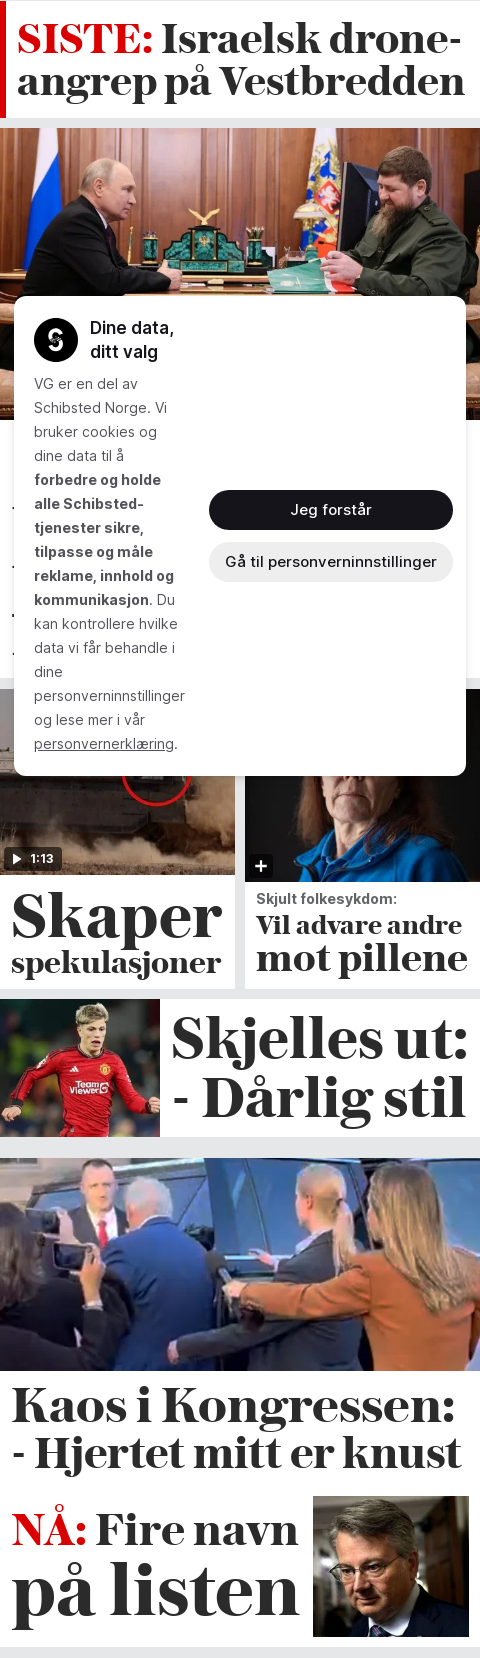 SISTE: Israelsk drone-
angrep på Vestbredden
Dine data,
ditt valg
VG er en del av
Schibsted Norge. Vi
bruker cookies og
dine data til å
forbedre og holde
alle Schibsted-
tjenester sikre,
tilpasse og måle
reklame, innhold og
kommunikasjon. Du
kan kontrollere hvilke
data vi får behandle i
dine
personverninnstillinger
og lese mer i vår
personvernerklæring.
Jeg forstår
Gå til personverninnstillinger
1:13
Skaper
spekulasjoner
Skjult folkesykdom:
Vil advare andre
mot pillene
TeamViewer
Skjelles ut:
- Dårlig stil
Kaos i Kongressen:
- Hjertet mitt er knust
NÅ: Fire navn
på listen